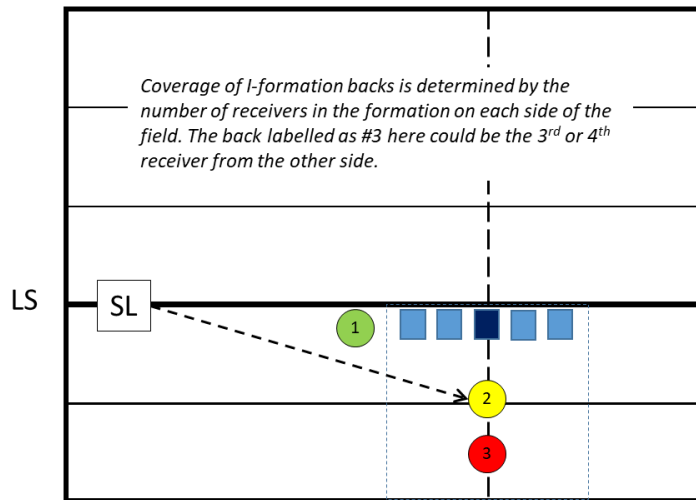 Coverage of I-formation backs is determined by the
number of receivers in the formation on each side of the
field. The back labelled as #3 here could be the 3rd or 4th
receiver from the other side.
LS
SL
1
2
3